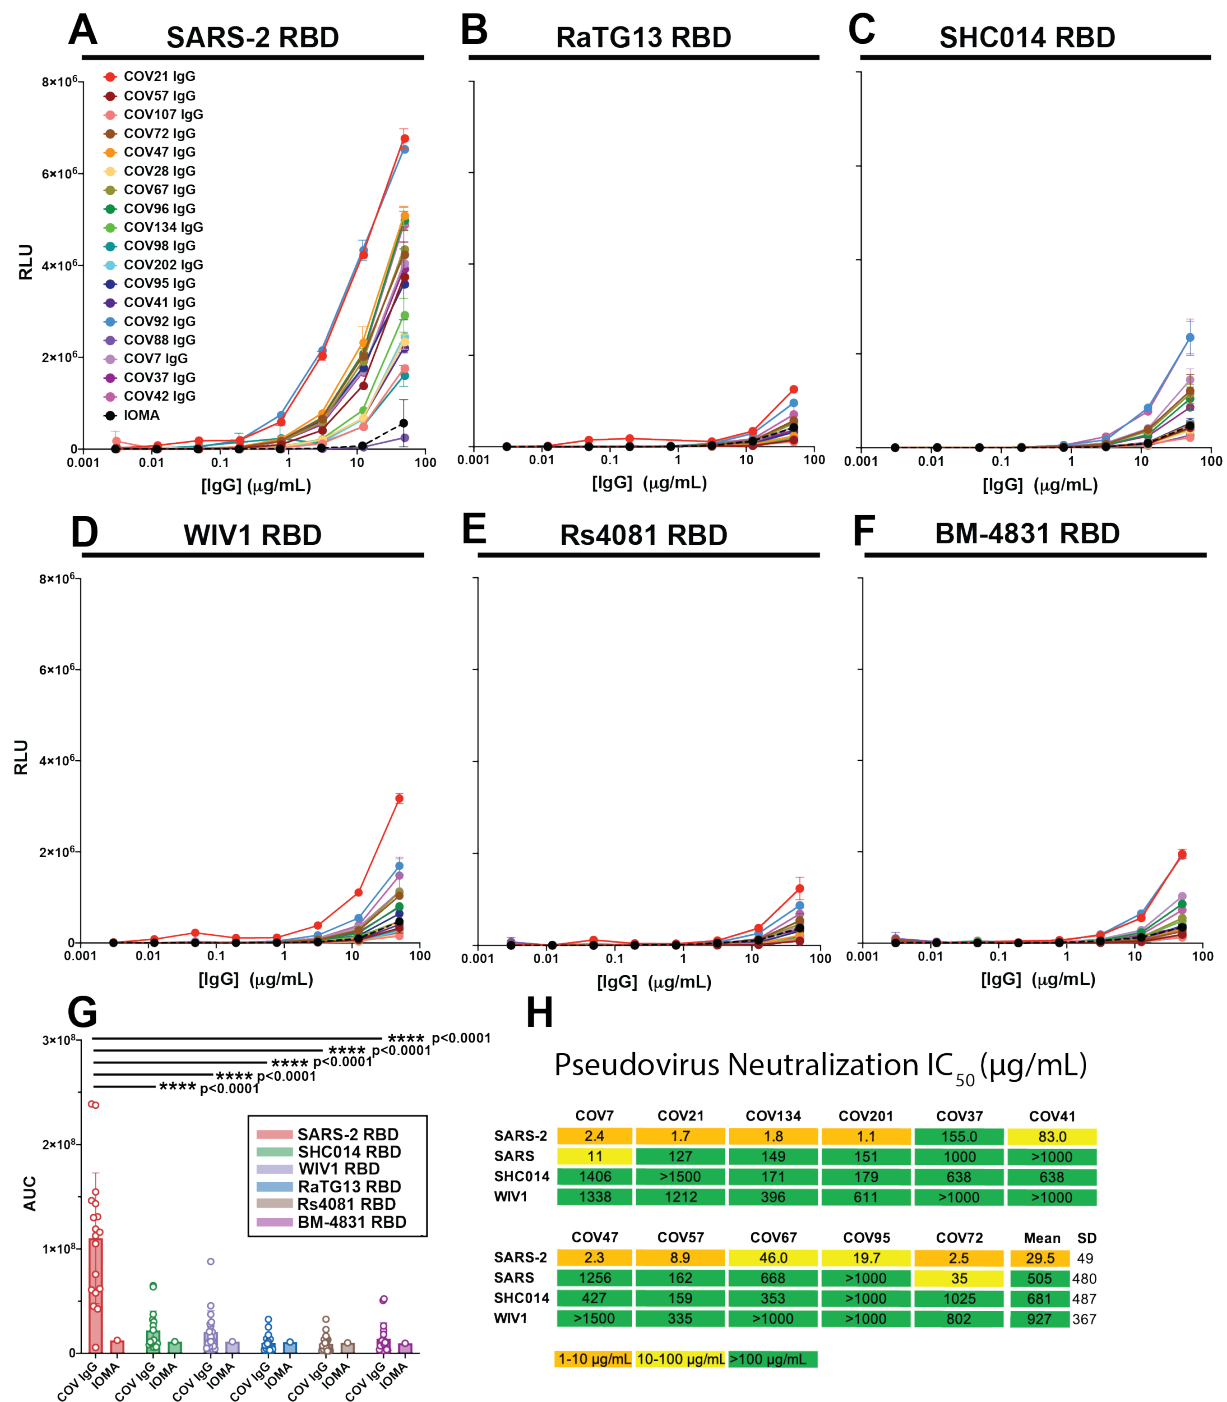 A
SARS-2 RBD
B
RaTG13 RBD
C
SHC014 RBD
8×10⁶
6×10⁶
4×10⁶
2×10⁶
0
RLU
COV21 IgG
COV57 IgG
COV107 IgG
COV72 IgG
COV47 IgG
COV28 IgG
COV67 IgG
COV96 IgG
COV134 IgG
COV98 IgG
COV202 IgG
COV95 IgG
COV41 IgG
COV92 IgG
COV88 IgG
COV7 IgG
COV37 IgG
COV42 IgG
IOMA
0.001 0.01 0.1 1 10 100
[IgG] (μg/mL)
0.001 0.01 0.1 1 10 100
[IgG] (μg/mL)
0.001 0.01 0.1 1 10 100
[IgG] (μg/mL)
D
WIV1 RBD
E
Rs4081 RBD
F
BM-4831 RBD
8×10⁶
6×10⁶
4×10⁶
2×10⁶
0
RLU
0.001 0.01 0.1 1 10 100
[IgG] (μg/mL)
0.001 0.01 0.1 1 10 100
[IgG] (μg/mL)
0.001 0.01 0.1 1 10 100
[IgG] (μg/mL)
G
3×10⁸
2×10⁸
1×10⁸
0
AUC
**** p<0.0001
**** p<0.0001
**** p<0.0001
**** p<0.0001
**** p<0.0001
SARS-2 RBD
SHC014 RBD
WIV1 RBD
RaTG13 RBD
Rs4081 RBD
BM-4831 RBD
COV IgG IOMA COV IgG IOMA COV IgG IOMA COV IgG IOMA COV IgG IOMA COV IgG IOMA
H
Pseudovirus Neutralization IC50 (μg/mL)
COV7 COV21 COV134 COV201 COV37 COV41
SARS-2 2.4 1.7 1.8 1.1 155.0 83.0
SARS 11 127 149 151 1000 >1000
SHC014 1406 >1500 171 179 638 638
WIV1 1338 1212 396 611 >1000 >1000
COV47 COV57 COV67 COV95 COV72 Mean SD
SARS-2 2.3 8.9 46.0 19.7 2.5 29.5 49
SARS 1256 162 668 >1000 35 505 480
SHC014 427 159 353 >1000 1025 681 487
WIV1 >1500 335 >1000 >1000 802 927 367
1-10 μg/mL 10-100 μg/mL >100 μg/mL